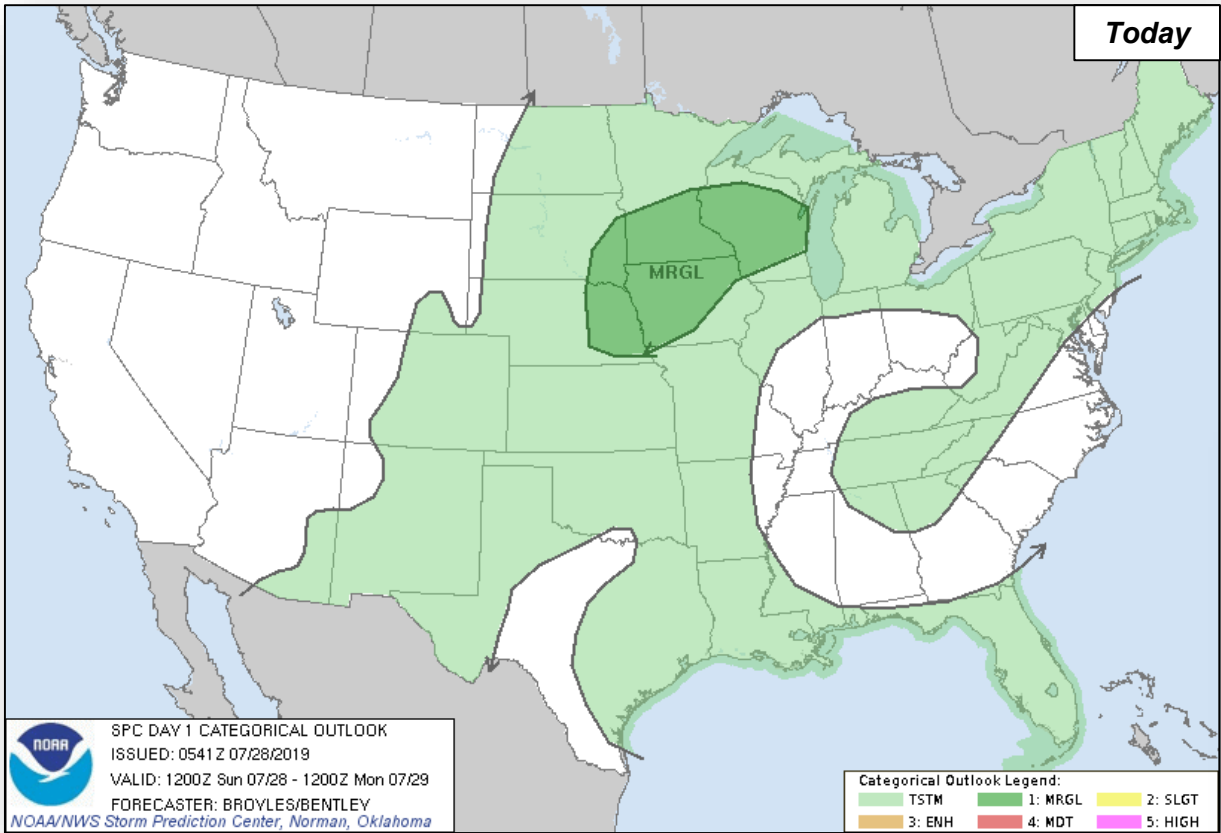 Today
MRGL
NOAA
SPC DAY 1 CATEGORICAL OUTLOOK
ISSUED: 0541Z 07/28/2019
VALID: 1200Z Sun 07/28 - 1200Z Mon 07/29
FORECASTER: BROYLES/BENTLEY
NOAA/NWS Storm Prediction Center, Norman, Oklahoma
Categorical Outlook Legend:
TSTM 1: MRGL 2: SLGT
3: ENH 4: MDT 5: HIGH